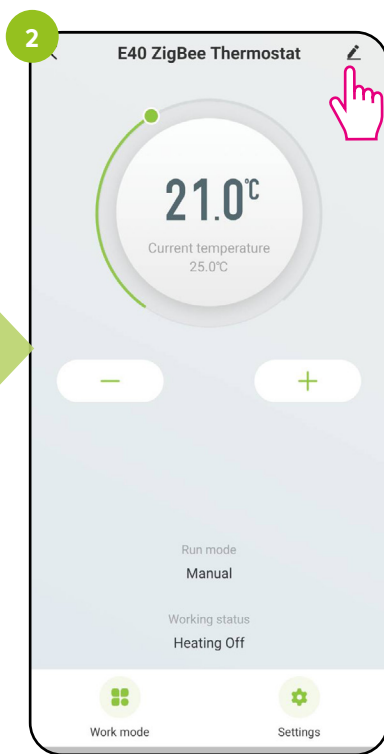 2
E40 ZigBee Thermostat
21.0℃
Current temperature
25.0℃
Run mode
Manual
Working status
Heating Off
Work mode
Settings